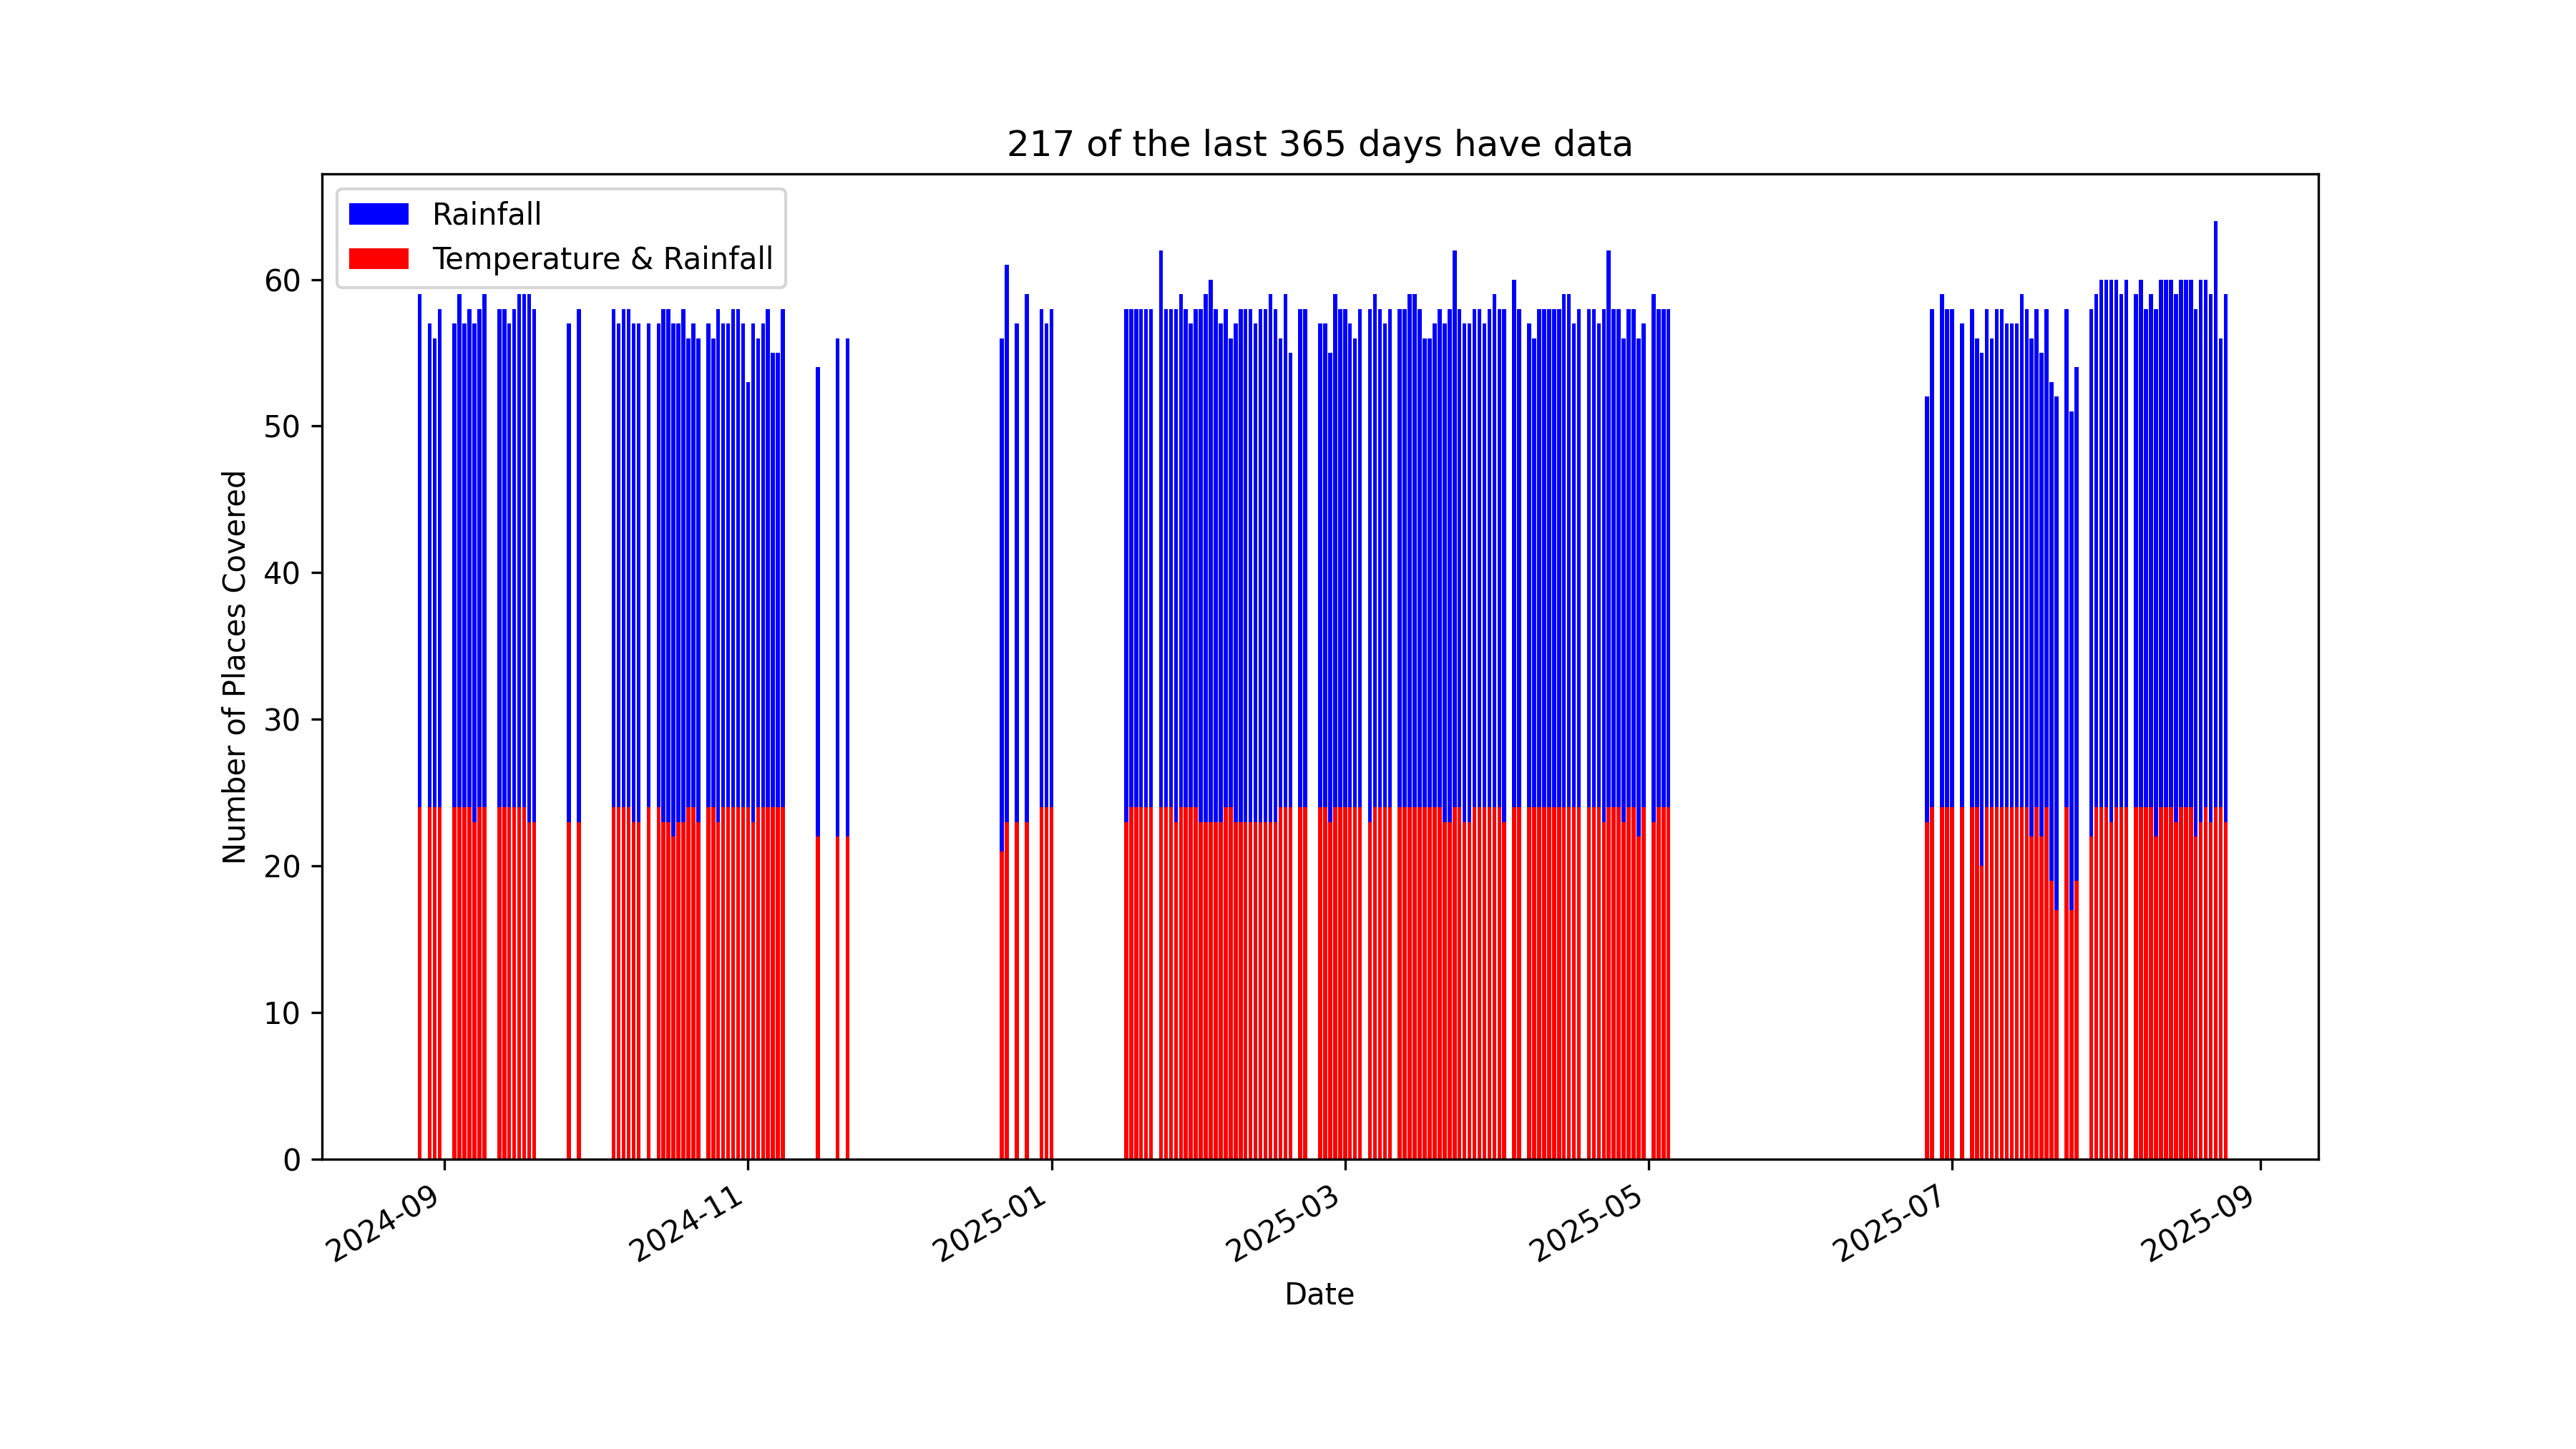 217 of the last 365 days have data
Rainfall
Temperature & Rainfall
Number of Places Covered
60
50
40
30
20
10
0
2024-09
2024-11
2025-01
2025-03
2025-05
2025-07
2025-09
Date